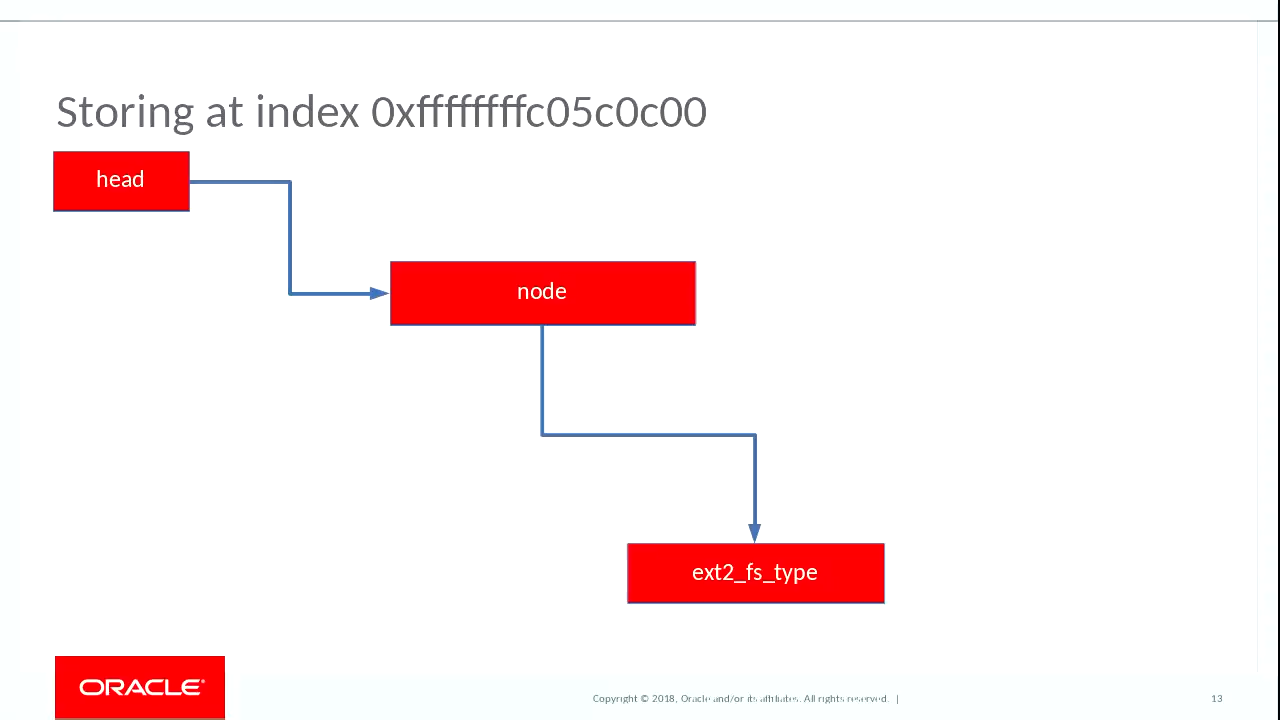 Storing at index 0xffffffffc05c0c00
head
node
ext2_fs_type
ORACLE®
Copyright © 2018, Oracle and/or its affiliates. All rights reserved. |
13